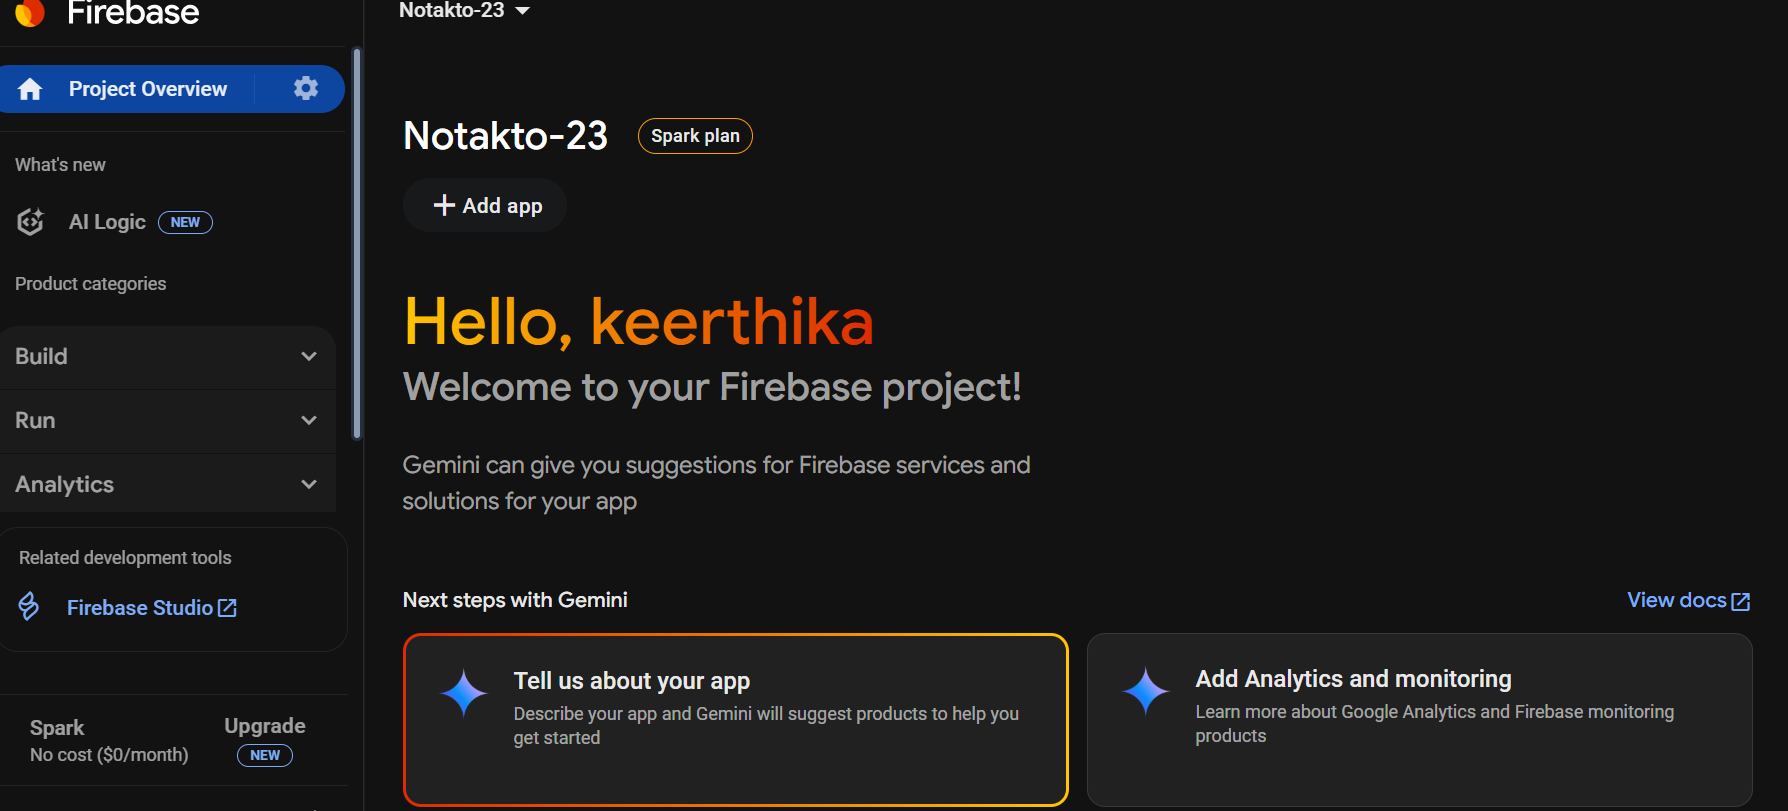 Firebase
Notakto-23
Project Overview
What's new
AI Logic NEW
Product categories
Build
Run
Analytics
Related development tools
Firebase Studio
Spark
No cost ($0/month)
Upgrade
NEW
Notakto-23 Spark plan
+ Add app
Hello, keerthika
Welcome to your Firebase project!
Gemini can give you suggestions for Firebase services and
solutions for your app
Next steps with Gemini
View docs
Tell us about your app
Describe your app and Gemini will suggest products to help you
get started
Add Analytics and monitoring
Learn more about Google Analytics and Firebase monitoring
products